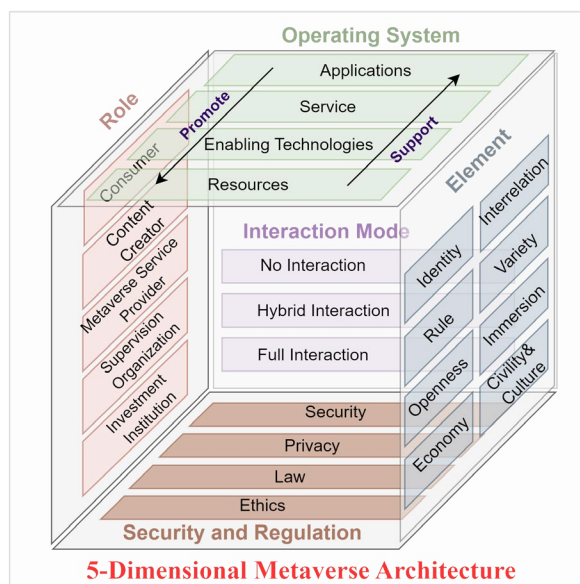 Operating System
Applications
Service
Enabling Technologies
Resources
Promote
Support
Role
Consumer
Content
Creator
Metaverse Service
Provider
Supervision
Organization
Investment
Institution
Interaction Mode
No Interaction
Hybrid Interaction
Full Interaction
Element
Identity
Interrelation
Rule
Variety
Openness
Immersion
Economy
Civility&
Culture
Security
Privacy
Law
Ethics
Security and Regulation
5-Dimensional Metaverse Architecture